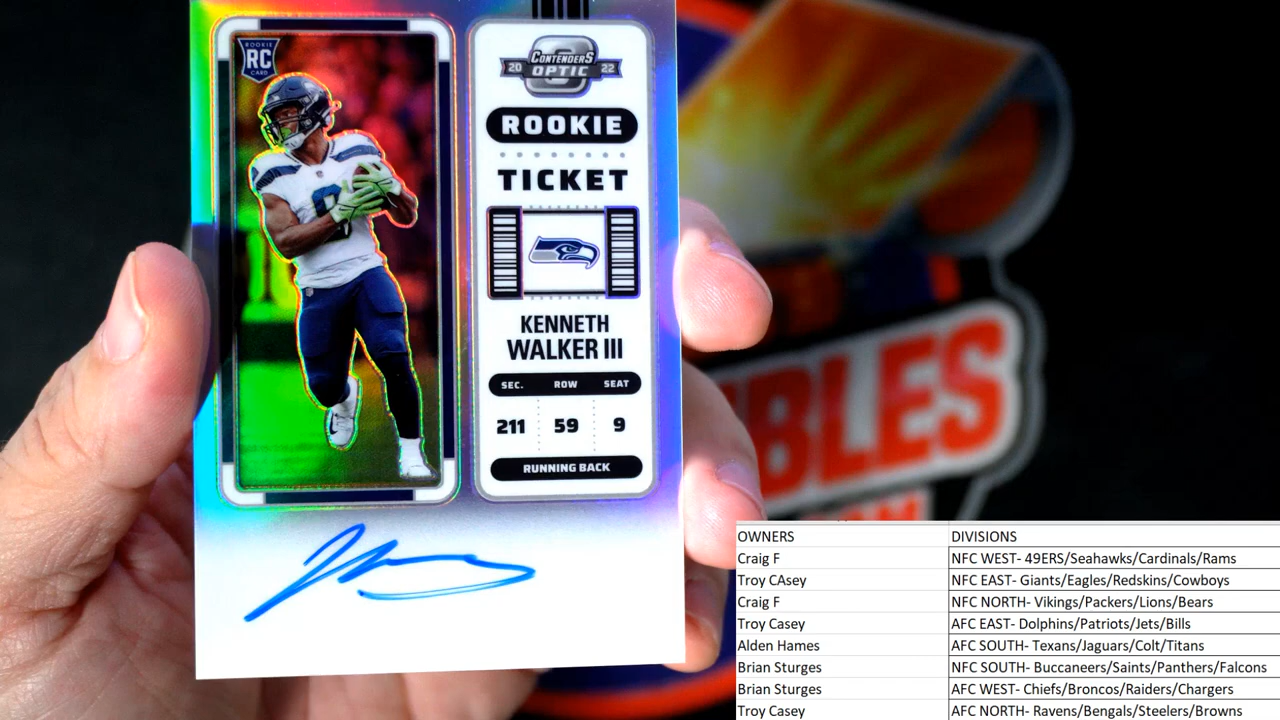 ROOKIE
RC
CARD
CONTENDERS
20 OPTIC 22
ROOKIE
TICKET
KENNETH
WALKER III
SEC. ROW SEAT
211 59 9
RUNNING BACK
BLES
OWNERS DIVISIONS
Craig F NFC WEST- 49ERS/Seahawks/Cardinals/Rams
Troy CAsey NFC EAST- Giants/Eagles/Redskins/Cowboys
Craig F NFC NORTH- Vikings/Packers/Lions/Bears
Troy Casey AFC EAST- Dolphins/Patriots/Jets/Bills
Alden Hames AFC SOUTH- Texans/Jaguars/Colt/Titans
Brian Sturges NFC SOUTH- Buccaneers/Saints/Panthers/Falcons
Brian Sturges AFC WEST- Chiefs/Broncos/Raiders/Chargers
Troy Casey AFC NORTH- Ravens/Bengals/Steelers/Browns